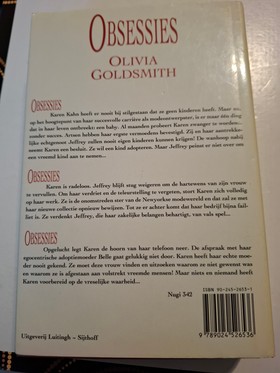 OBSESSIES
OLIVIA
GOLDSMITH
OBSESSIES
Karen Kahn heeft er nooit bij stilgestaan dat ze geen kinderen heeft. Maar nu,
op het hoogtepunt van haar succesvolle carrière als modeontwerpster, is er maar één ding
dat in haar leven ontbreekt: een baby. Al maanden probeert Karen zwanger te worden...
zonder succes. Artsen hebben haar ergste vermoedens bevestigd. Zij en haar aantrekke-
lijke echtgenoot Jeffrey zullen nooit eigen kinderen kunnen krijgen! De wanhoop nabij
neemt Karen een besluit. Ze wil een kind adopteren. Maar Jeffrey peinst er niet over om
een vreemd kind aan te nemen...
OBSESSIES
Karen is radeloos. Jeffrey blijft stug weigeren om de hartewens van zijn vrouw
te vervullen. Om haar verdriet en de teleurstelling te vergeten, stort Karen zich volledig
op haar werk. Ze is de onomstreden ster van de Newyorkse modewereld en dat zal ze met
haar nieuwe collectie opnieuw bewijzen. Tot ze er achter komt dat haar bedrijf bijna fail-
liet is! Ze verdenkt Jeffrey, die haar zakelijke belangen behartigt, van vals spel...
OBSESSIES
Opgelucht legt Karen de hoorn van haar telefoon neer. De afspraak met haar
egocentrische adoptiemoeder Belle gaat gelukkig niet door. Karen heeft haar echte moe-
der nooit gekend. Ze moet deze vrouw vinden en uitzoeken waarom ze niet gewenst was
en waarom ze is afgestaan aan volstrekt vreemde mensen! Maar niets en niemand heeft
Karen voorbereid op de vreselijke waarheid...
Nugi 342
ISBN 90-245-2653-7
9 789024 526536
Uitgeverij Luitingh – Sijthoff